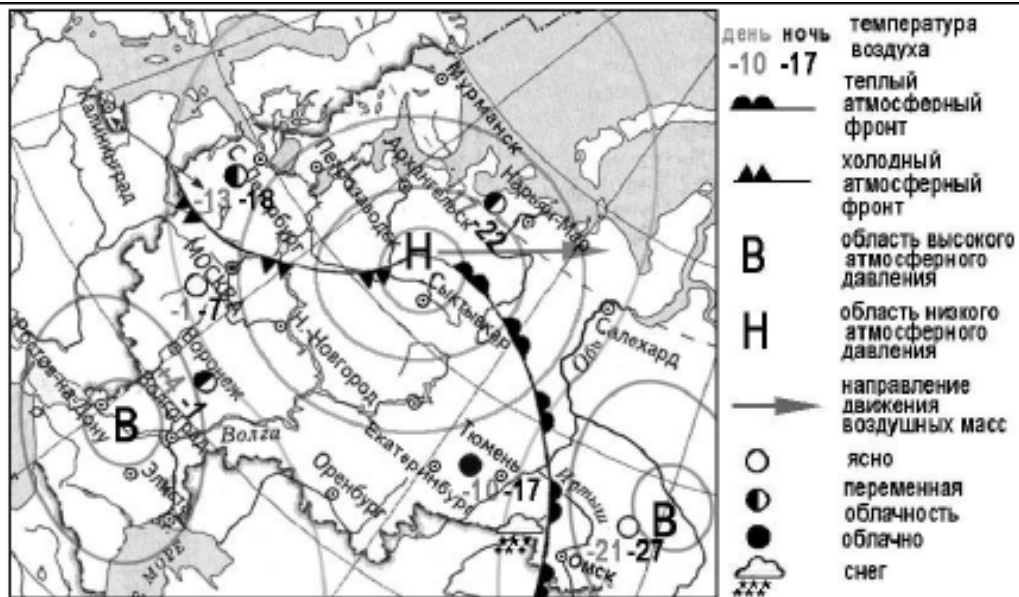 Мурманск
Калининград
С.-Петербург
Петрозаводск
Архангельск
Нарьян-Мар
-13 -18
-22
Н
МОСКВА
-7
Сыктывкар
Н. Новгород
Салехард
Обь
Воронеж
Ростов-на-Дону
Волгоград
В
Волга
Элиста
Екатеринбург
Тюмень
Оренбург
-10 -17
Иртыш
В
-21 -27
Омск
МОРЕ
день ночь
-10 -17
температура
воздуха
теплый
атмосферный
фронт
холодный
атмосферный
фронт
В
область высокого
атмосферного
давления
Н
область низкого
атмосферного
давления
направление
движения
воздушных масс
ясно
переменная
облачность
облачно
снег